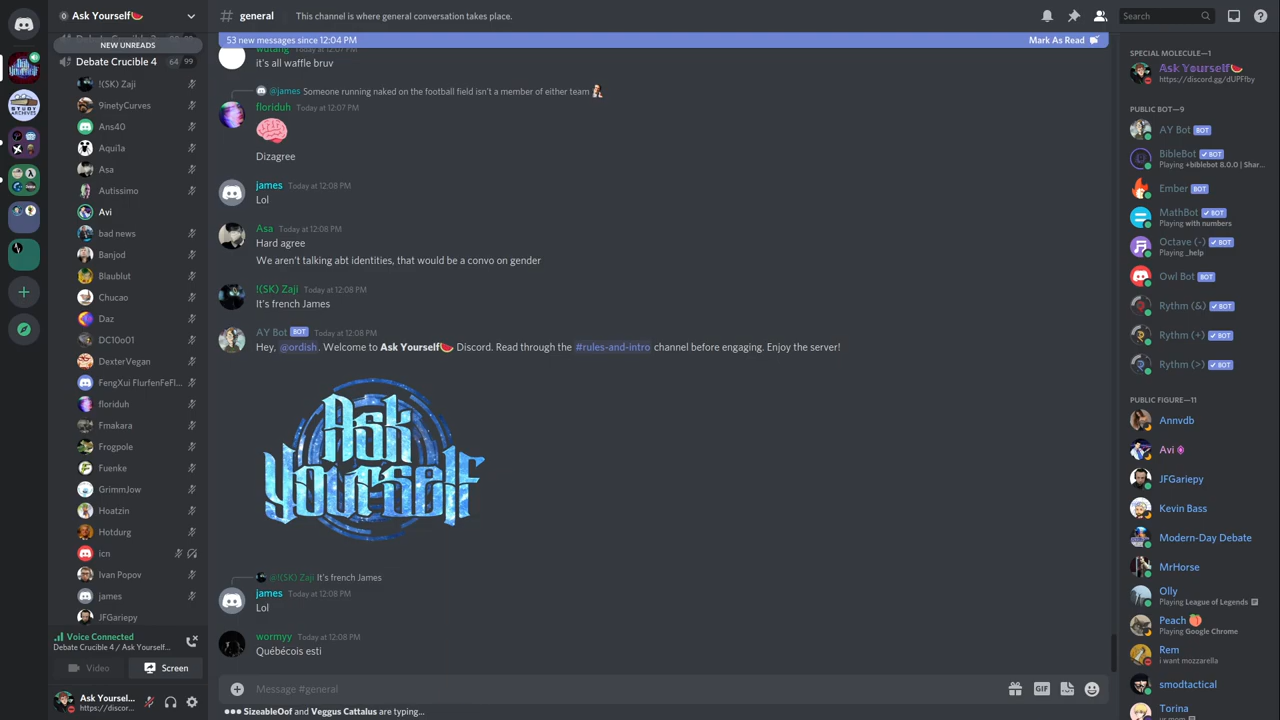 Ask Yourself🍉
NEW UNREADS
Debate Crucible 4 64 99
!(SK) Zaji
9inetyCurves
Ans40
Aqui1a
Asa
Autissimo
Avi
bad news
Banjod
Blaublut
Chucao
Daz
DC10o01
DexterVegan
FengXui FlurfenFeFl...
floriduh
Fmakara
Frogpole
Fuenke
GrimmJow
Hoatzin
Hotdurg
icn
Ivan Popov
james
JFGariepy
Voice Connected
Debate Crucible 4 / Ask Yourself...
Video Screen
Ask Yoursel...
https://discor...
# general This channel is where general conversation takes place.
53 new messages since 12:04 PM Mark As Read
wutang Today at 12:07 PM
it's all waffle bruv
@james Someone running naked on the football field isn't a member of either team
floriduh Today at 12:07 PM
Dizagree
james Today at 12:08 PM
Lol
Asa Today at 12:08 PM
Hard agree
We aren't talking abt identities, that would be a convo on gender
!(SK) Zaji Today at 12:08 PM
It's french James
AY Bot BOT Today at 12:08 PM
Hey, @ordish. Welcome to Ask Yourself🍉 Discord. Read through the #rules-and-intro channel before engaging. Enjoy the server!
Ask
Yourself
@!(SK) Zaji It's french James
james Today at 12:08 PM
Lol
wormyy Today at 12:08 PM
Québécois esti
Message #general
GIF
SizeableOof and Veggus Cattalus are typing...
Search
SPECIAL MOLECULE—1
Ask Yourself🍉
https://discord.gg/dUPFfby
PUBLIC BOT—9
AY Bot BOT
BibleBot BOT
Playing +biblebot 8.0.0 | Shar...
Ember BOT
MathBot BOT
Playing with numbers
Octave (-) BOT
Playing _help
Owl Bot BOT
Rythm (&) BOT
Rythm (+) BOT
Rythm (>) BOT
PUBLIC FIGURE—11
Annvdb
Avi
JFGariepy
Kevin Bass
Modern-Day Debate
MrHorse
Olly
Playing League of Legends
Peach 🍑
Playing Google Chrome
Rem
i want mozzarella
smodtactical
Torina